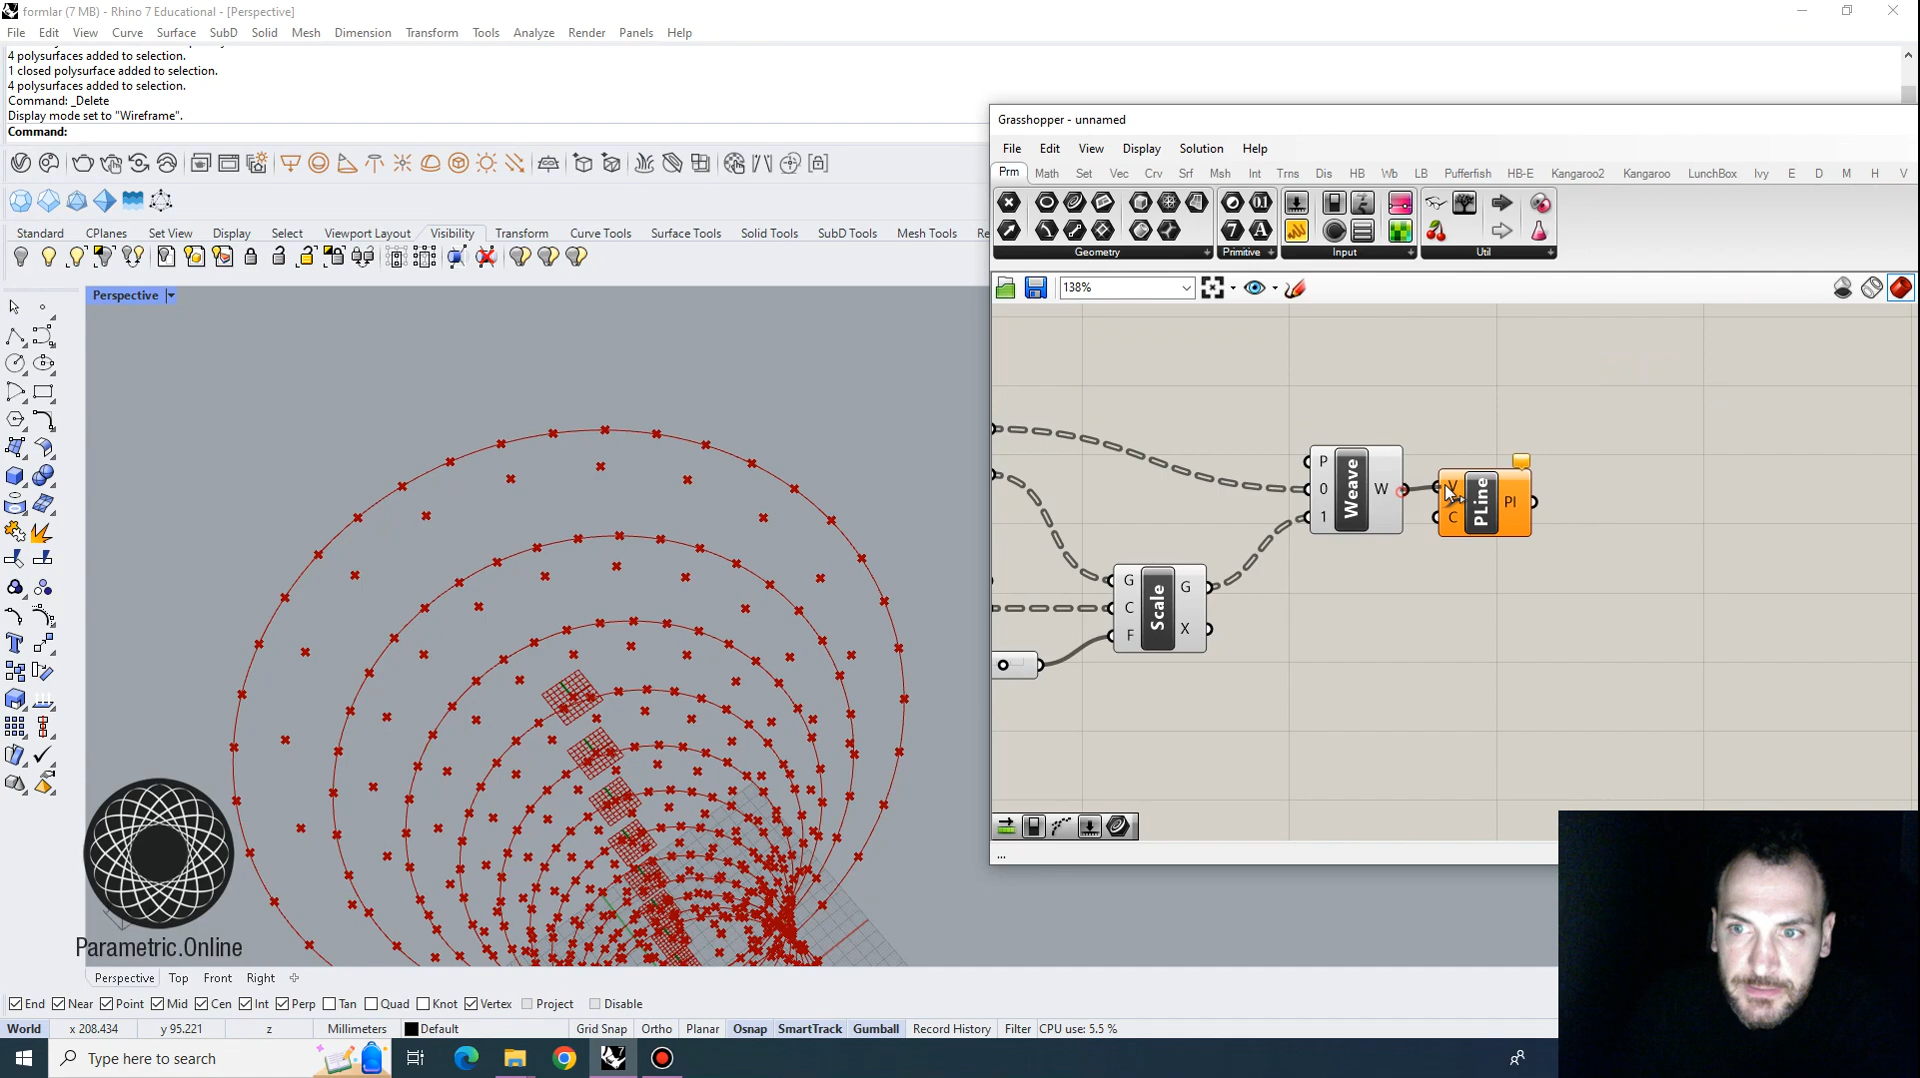 formlar (7 MB) - Rhino 7 Educational - [Perspective]
File Edit View Curve Surface SubD Solid Mesh Dimension Transform Tools Analyze Render Panels Help
4 polysurfaces added to selection.
1 closed polysurface added to selection.
4 polysurfaces added to selection.
Command: _Delete
Display mode set to "Wireframe".
Command:
Standard CPlanes Set View Display Select Viewport Layout Visibility Transform Curve Tools Surface Tools Solid Tools SubD Tools Mesh Tools Re
Perspective
Grasshopper - unnamed
File Edit View Display Solution Help
Prm Math Set Vec Crv Srf Msh Int Trns Dis HB Wb LB Pufferfish HB-E Kangaroo2 Kangaroo LunchBox Ivy E D M H V
Geometry Primitive Input Util
138%
P
0
1
Weave
W
V
C
PLine
Pl
G
C
F
Scale
G
X
...
Parametric.Online
Perspective Top Front Right
End Near Point Mid Cen Int Perp Tan Quad Knot Vertex Project Disable
World x 208.434 y 95.221 z Millimeters Default Grid Snap Ortho Planar Osnap SmartTrack Gumball Record History Filter CPU use: 5.5 %
Type here to search